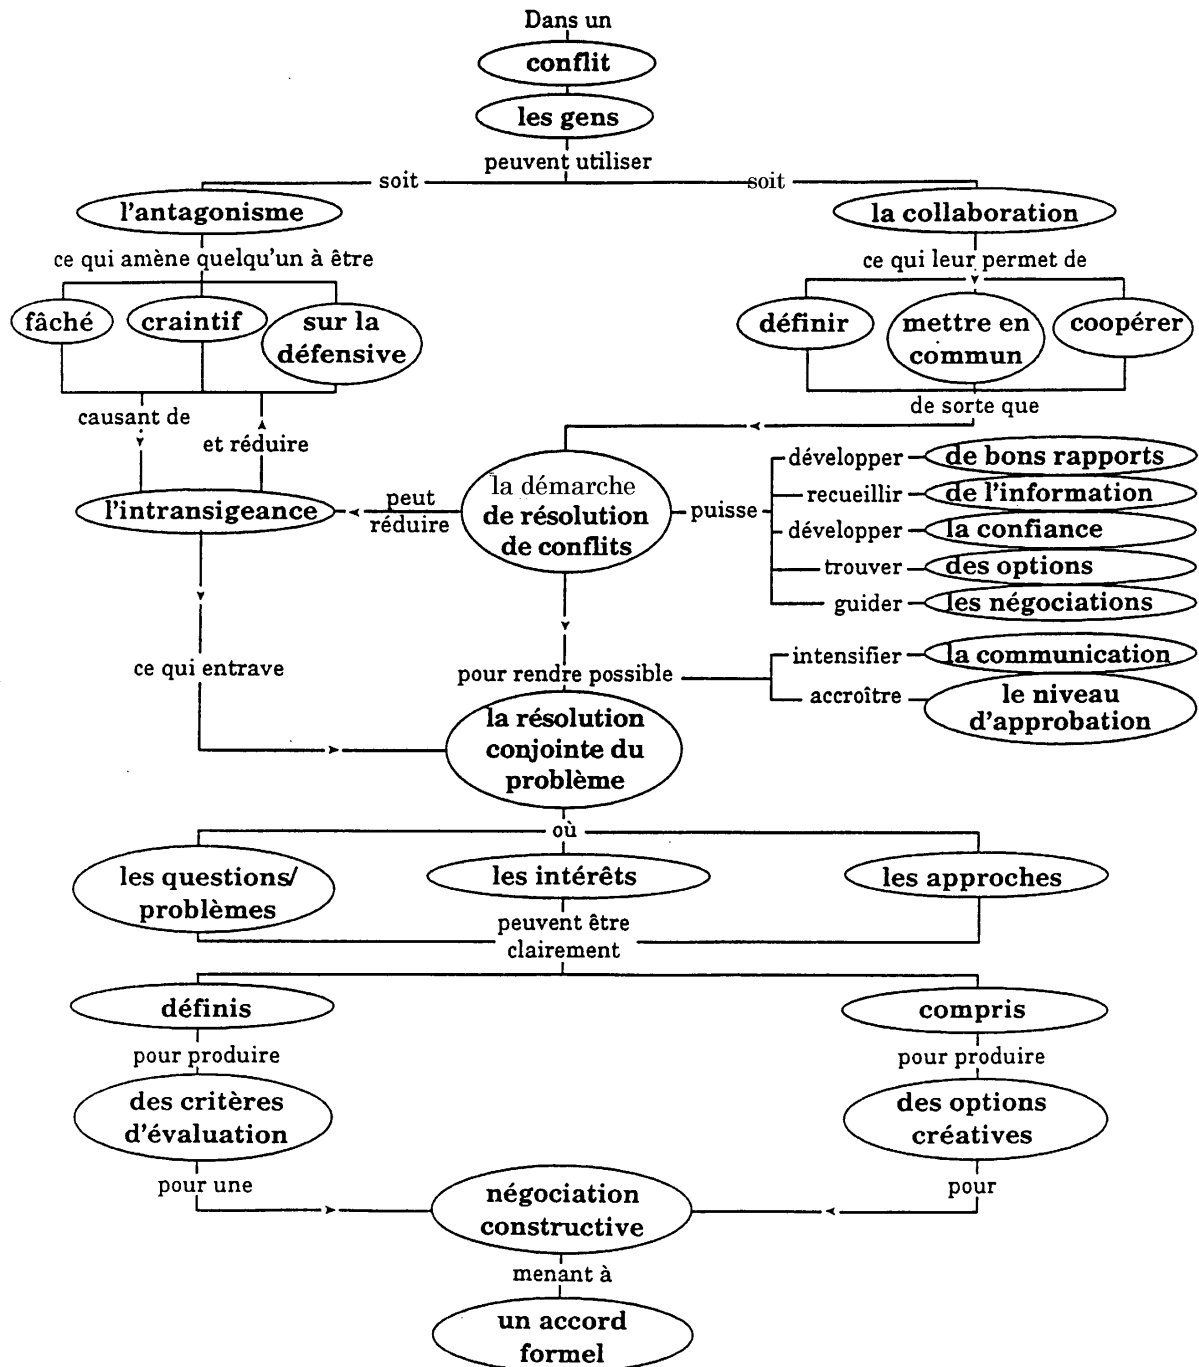 Dans un
conflit
les gens
peuvent utiliser
soit
soit
l'antagonisme
la collaboration
ce qui amène quelqu'un à être
ce qui leur permet de
fâché
craintif
sur la
défensive
définir
mettre en
commun
coopérer
causant de
et réduire
de sorte que
l'intransigeance
peut
réduire
la démarche
de résolution
de conflits
puisse
développer
de bons rapports
recueillir
de l'information
développer
la confiance
trouver
des options
guider
les négociations
ce qui entrave
pour rendre possible
intensifier
la communication
accroître
le niveau
d'approbation
la résolution
conjointe du
problème
où
les questions/
problèmes
les intérêts
les approches
peuvent être
clairement
définis
compris
pour produire
pour produire
des critères
d'évaluation
des options
créatives
pour une
pour
négociation
constructive
menant à
un accord
formel